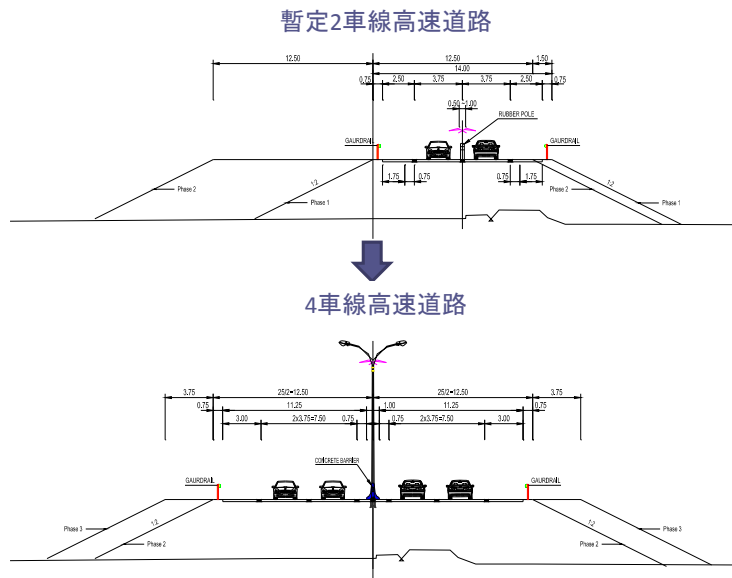 暫定2車線高速道路
12.50 12.50 1.50
14.00
0.75 2.50 3.75 3.75 2.50 0.75
0.50~1.00
RUBBER POLE
GAURDRAIL GAURDRAIL
1.75 0.75 0.75 1.75
Phase 2 1:2 Phase 1 Phase 2 1:2 Phase 1
4車線高速道路
3.75 25/2=12.50 25/2=12.50 3.75
0.75 11.25 1.00 11.25 0.75
3.00 2x3.75=7.50 0.75 0.75 2x3.75=7.50 3.00
CONCRETE BARRIER
GAURDRAIL GAURDRAIL
Phase 3 1:2 Phase 2 1:2 Phase 2 Phase 3